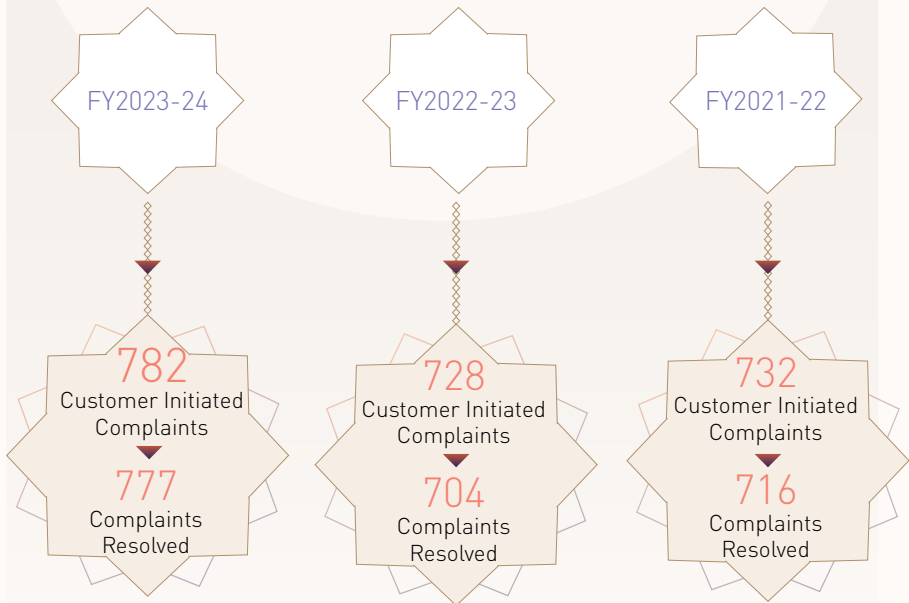 FY2023-24
782
Customer Initiated
Complaints
777
Complaints
Resolved
FY2022-23
728
Customer Initiated
Complaints
704
Complaints
Resolved
FY2021-22
732
Customer Initiated
Complaints
716
Complaints
Resolved